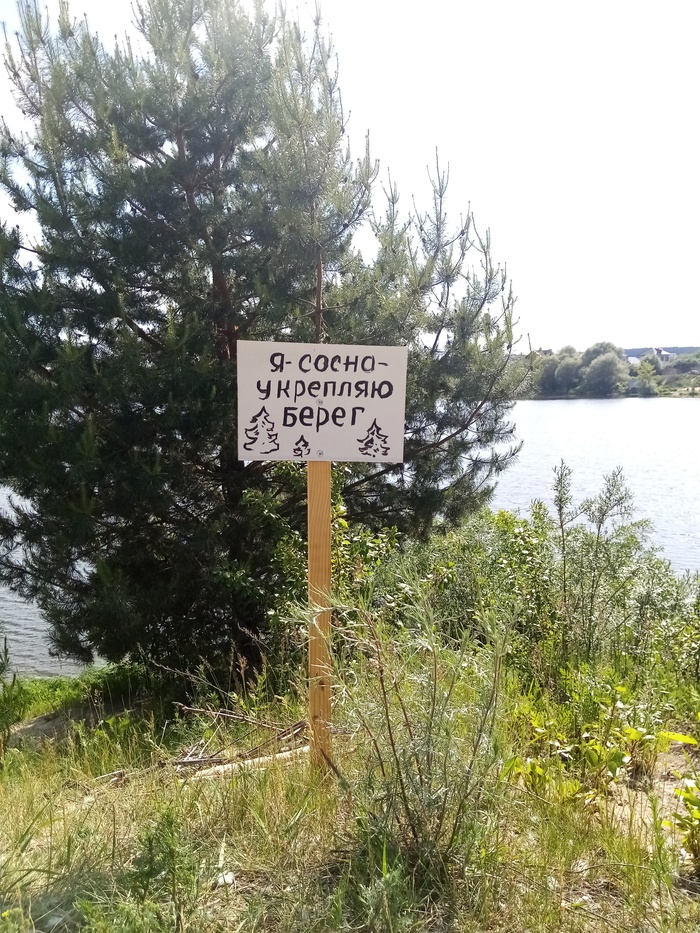 Я-сосна-
укрепляю
берег